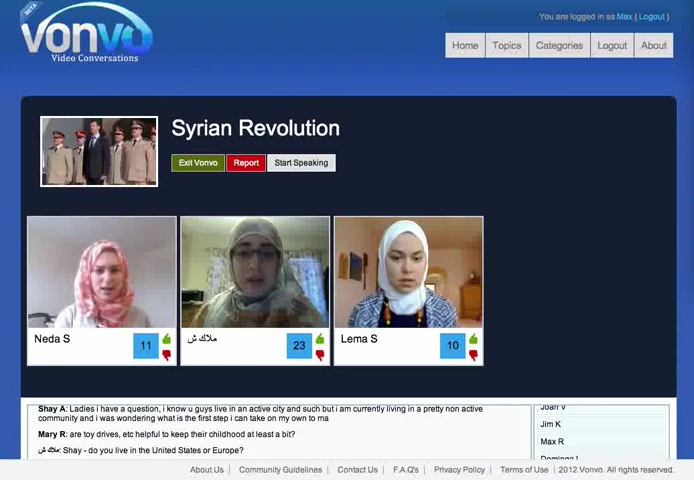 BETA
vonvo
Video Conversations
You are logged in as Max ( Logout )
Home
Topics
Categories
Logout
About
Syrian Revolution
Exit Vonvo
Report
Start Speaking
Neda S
11
ملاك ش
23
Lema S
10
Shay A: Ladies i have a question, i know u guys live in an active city and such but i am currently living in a pretty non active
community and i was wondering what is the first step i can take on my own to ma
Mary R: are toy drives, etc helpful to keep their childhood at least a bit?
ملاك ش: Shay - do you live in the United States or Europe?
Joan V
Jim K
Max R
About Us
Community Guidelines
Contact Us
F.A.Q's
Privacy Policy
Terms of Use
2012 Vonvo. All rights reserved.